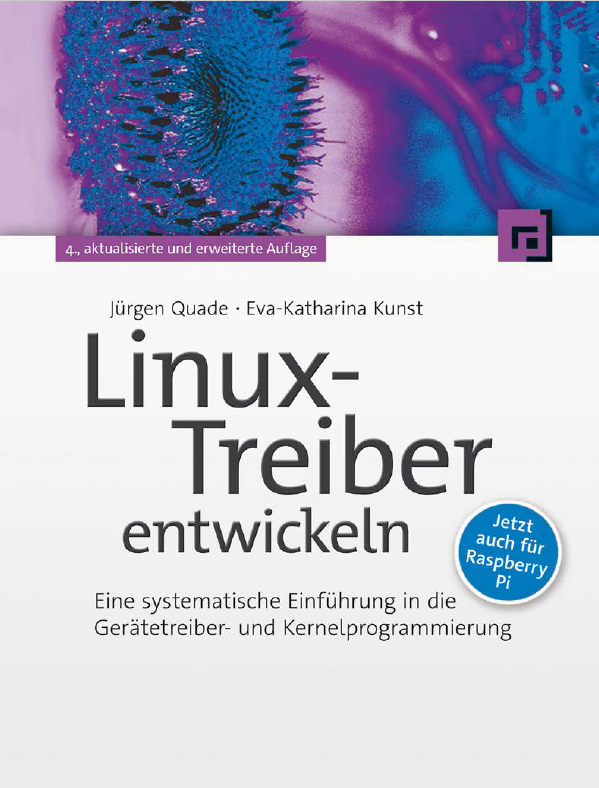 4., aktualisierte und erweiterte Auflage
Jürgen Quade · Eva-Katharina Kunst
Linux-
Treiber
entwickeln
Jetzt
auch für
Raspberry
Pi
Eine systematische Einführung in die
Gerätetreiber- und Kernelprogrammierung